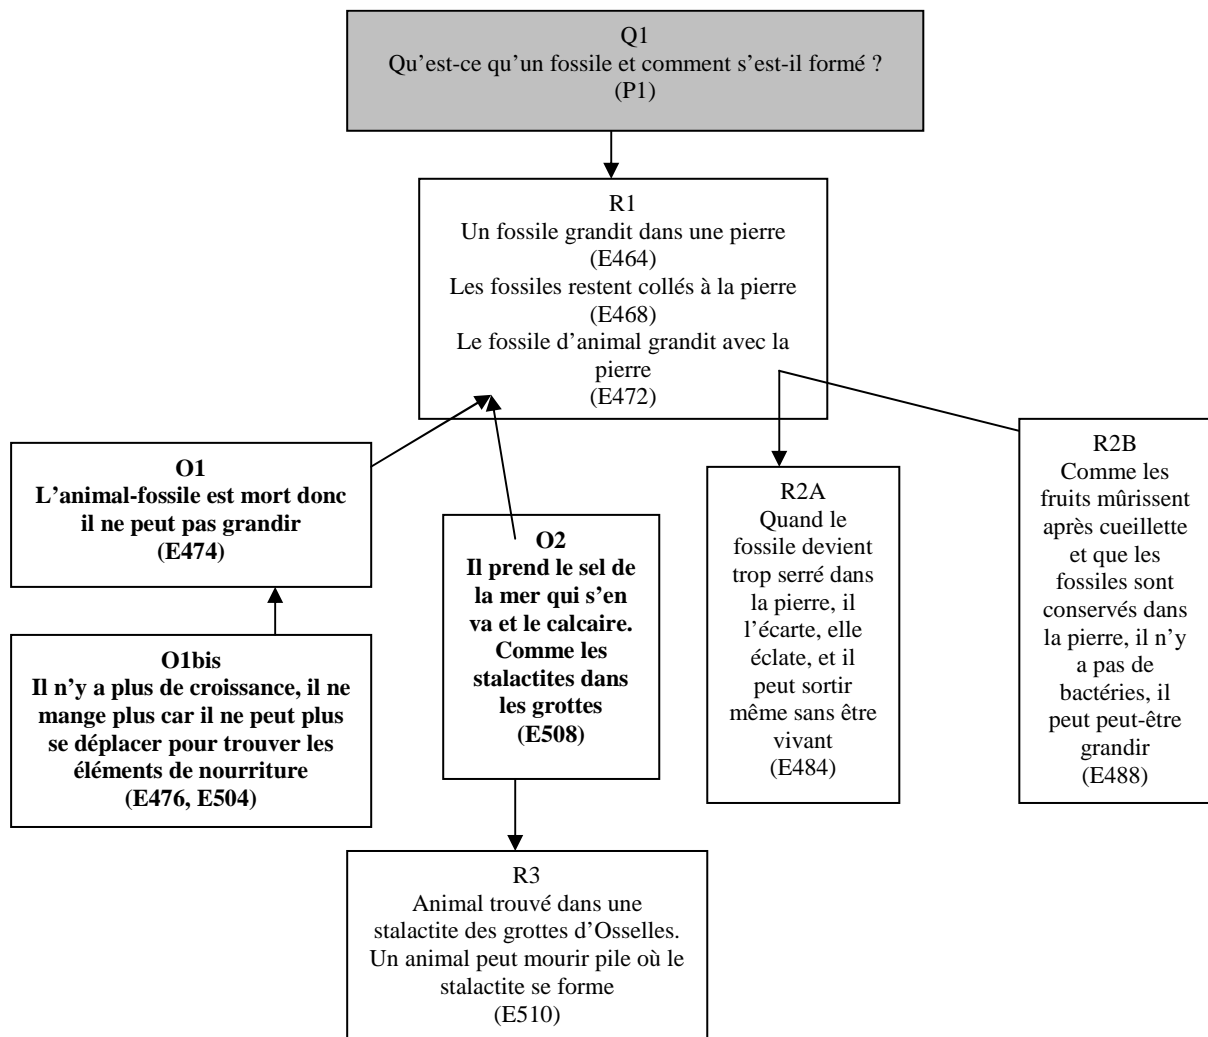 Q1
Qu’est-ce qu’un fossile et comment s’est-il formé ?
(P1)
R1
Un fossile grandit dans une pierre
(E464)
Les fossiles restent collés à la pierre
(E468)
Le fossile d’animal grandit avec la
pierre
(E472)
O1
L’animal-fossile est mort donc
il ne peut pas grandir
(E474)
O1bis
Il n’y a plus de croissance, il ne
mange plus car il ne peut plus
se déplacer pour trouver les
éléments de nourriture
(E476, E504)
O2
Il prend le sel de
la mer qui s’en
va et le calcaire.
Comme les
stalactites dans
les grottes
(E508)
R2A
Quand le
fossile devient
trop serré dans
la pierre, il
l’écarte, elle
éclate, et il
peut sortir
même sans être
vivant
(E484)
R2B
Comme les
fruits mûrissent
après cueillette
et que les
fossiles sont
conservés dans
la pierre, il n’y
a pas de
bactéries, il
peut peut-être
grandir
(E488)
R3
Animal trouvé dans une
stalactite des grottes d’Osselles.
Un animal peut mourir pile où le
stalactite se forme
(E510)